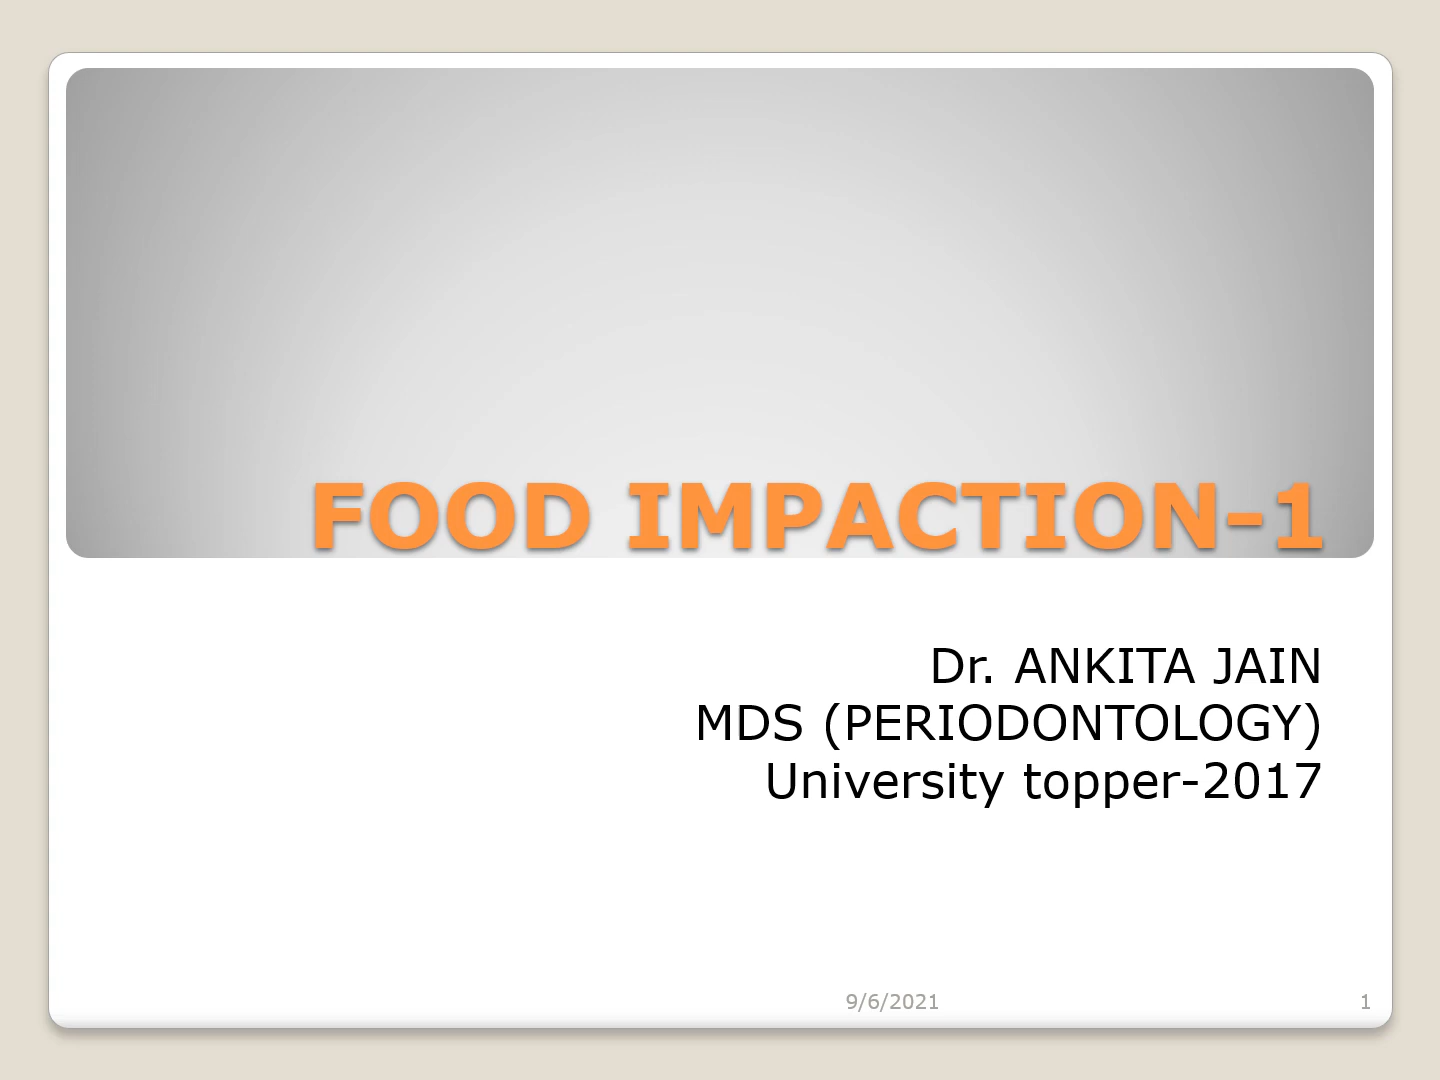 FOOD IMPACTION-1
Dr. ANKITA JAIN
MDS (PERIODONTOLOGY)
University topper-2017
9/6/2021
1